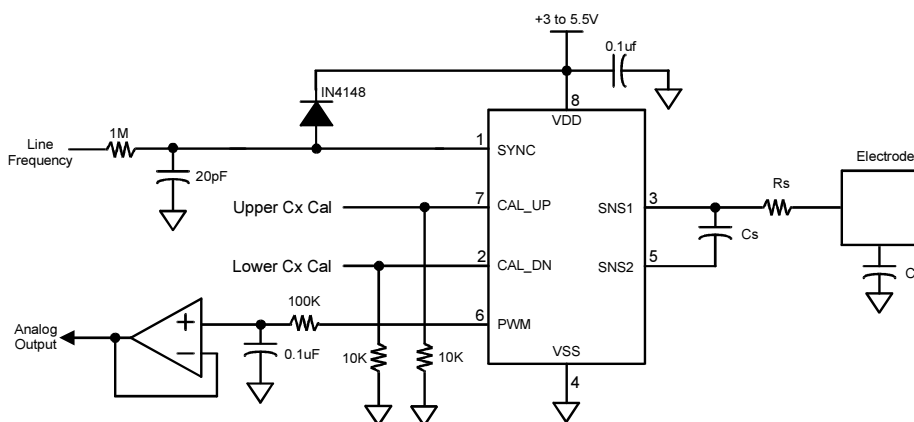 +3 to 5.5V
0.1uf
IN4148
8
VDD
1M
1
Line
Frequency
SYNC
Electrode
20pF
Rs
7
3
Upper Cx Cal
CAL_UP
SNS1
Cs
2
5
Lower Cx Cal
CAL_DN
SNS2
C
100K
6
Analog
Output
+
PWM
−
0.1uF
10K
10K
VSS
4